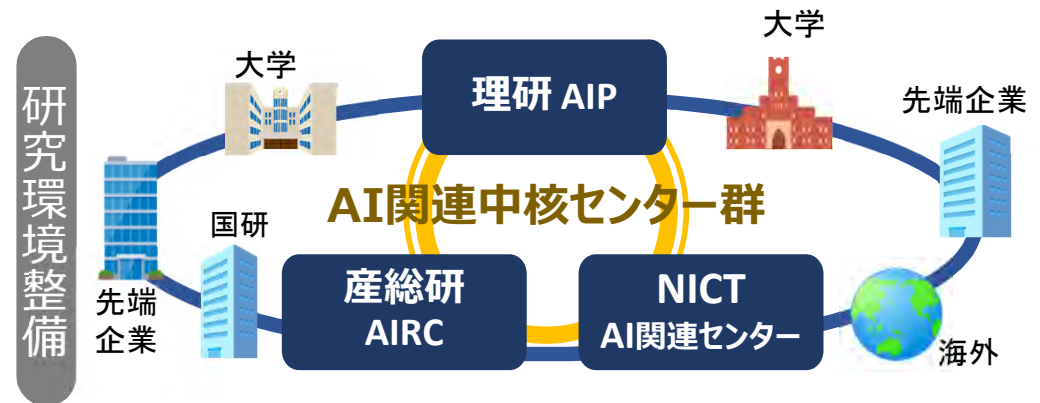 研究環境整備
大学
理研 AIP
大学
先端企業
AI関連中核センター群
国研
先端
企業
産総研
AIRC
NICT
AI関連センター
海外